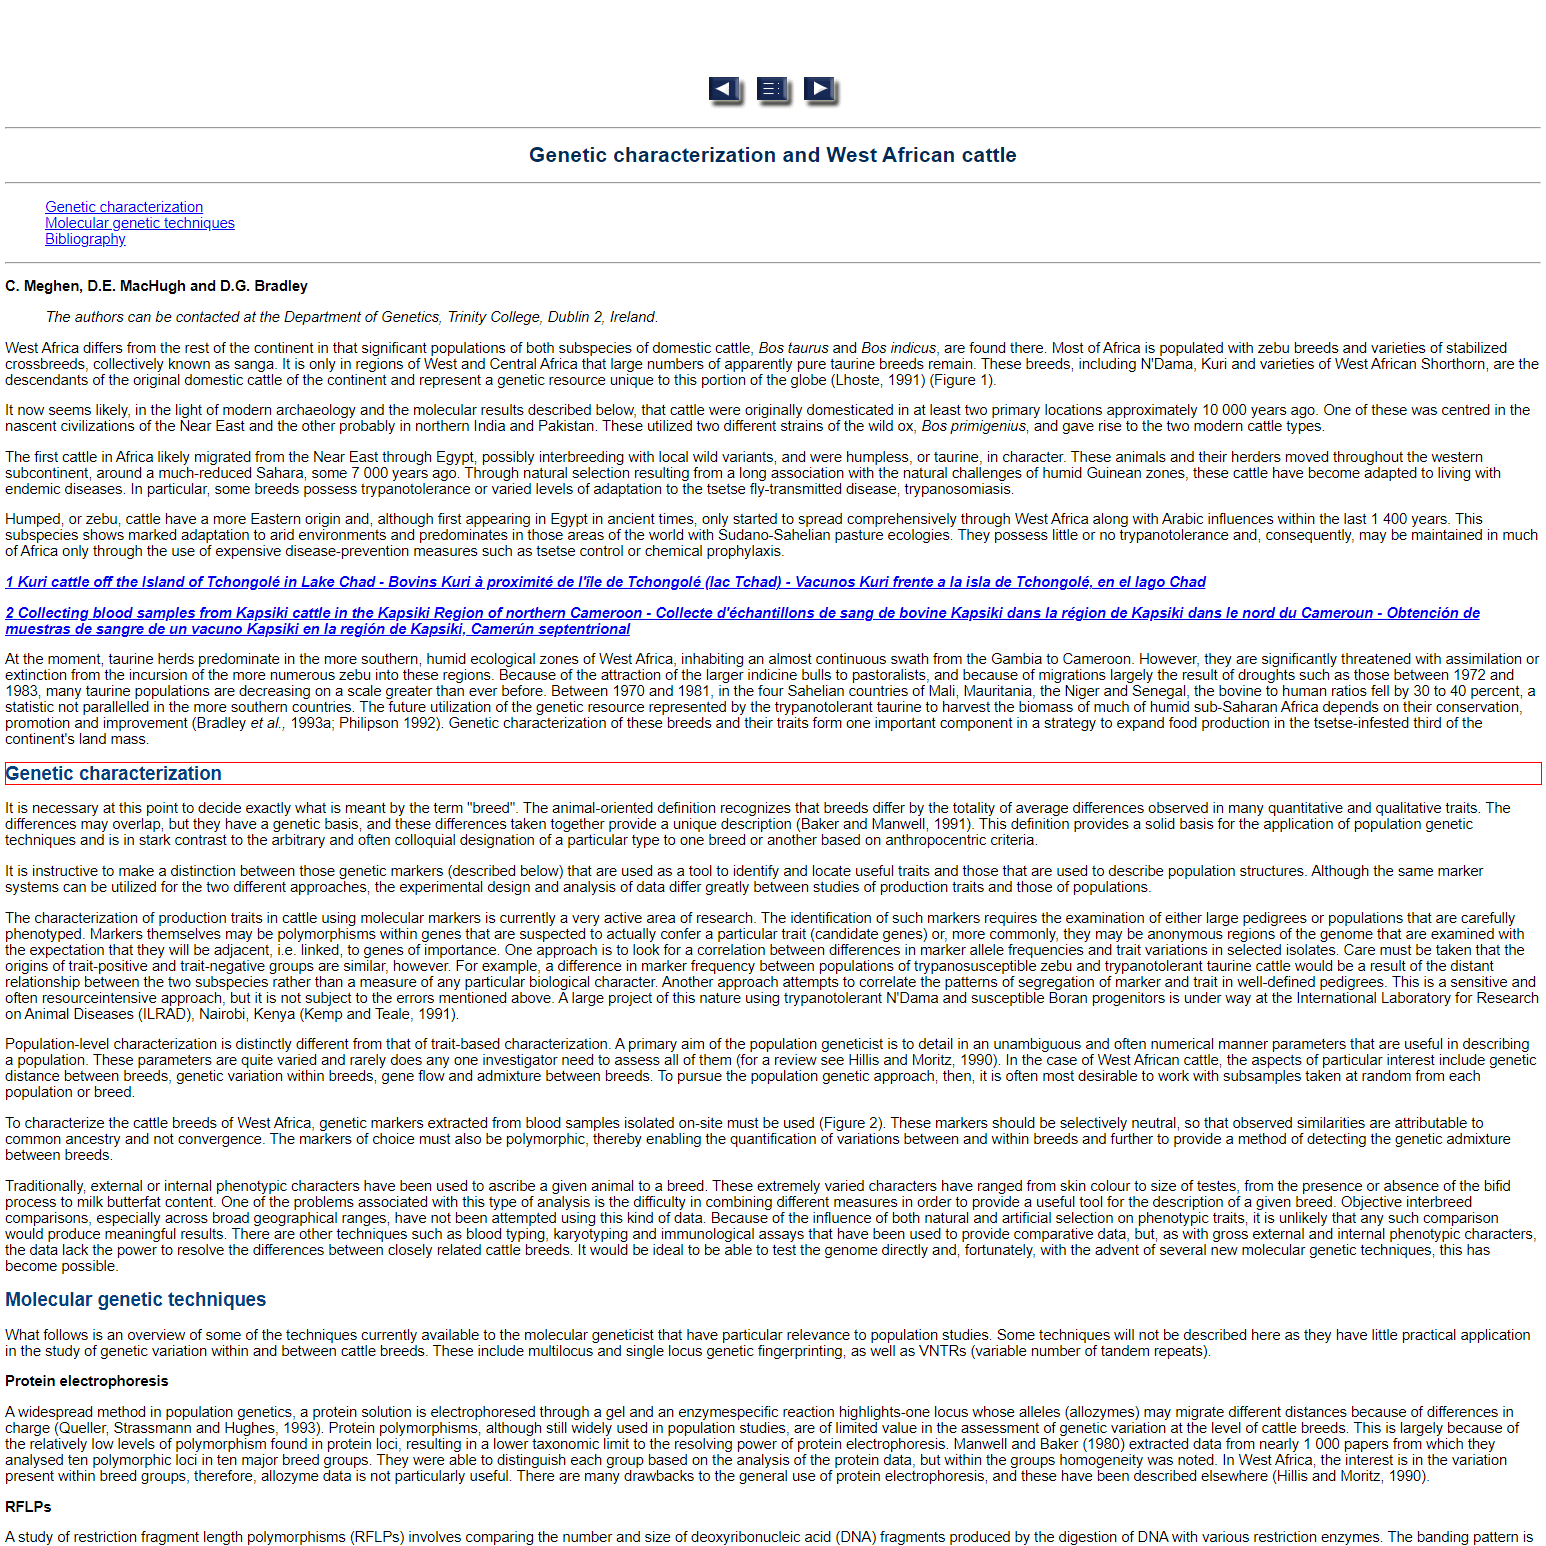 Genetic characterization and West African cattle
Genetic characterization
Molecular genetic techniques
Bibliography
C. Meghen, D.E. MacHugh and D.G. Bradley
The authors can be contacted at the Department of Genetics, Trinity College, Dublin 2, Ireland.
West Africa differs from the rest of the continent in that significant populations of both subspecies of domestic cattle, Bos taurus and Bos indicus, are found there. Most of Africa is populated with zebu breeds and varieties of stabilized
crossbreeds, collectively known as sanga. It is only in regions of West and Central Africa that large numbers of apparently pure taurine breeds remain. These breeds, including N'Dama, Kuri and varieties of West African Shorthorn, are the
descendants of the original domestic cattle of the continent and represent a genetic resource unique to this portion of the globe (Lhoste, 1991) (Figure 1).
It now seems likely, in the light of modern archaeology and the molecular results described below, that cattle were originally domesticated in at least two primary locations approximately 10 000 years ago. One of these was centred in the
nascent civilizations of the Near East and the other probably in northern India and Pakistan. These utilized two different strains of the wild ox, Bos primigenius, and gave rise to the two modern cattle types.
The first cattle in Africa likely migrated from the Near East through Egypt, possibly interbreeding with local wild variants, and were humpless, or taurine, in character. These animals and their herders moved throughout the western
subcontinent, around a much-reduced Sahara, some 7 000 years ago. Through natural selection resulting from a long association with the natural challenges of humid Guinean zones, these cattle have become adapted to living with
endemic diseases. In particular, some breeds possess trypanotolerance or varied levels of adaptation to the tsetse fly-transmitted disease, trypanosomiasis.
Humped, or zebu, cattle have a more Eastern origin and, although first appearing in Egypt in ancient times, only started to spread comprehensively through West Africa along with Arabic influences within the last 1 400 years. This
subspecies shows marked adaptation to arid environments and predominates in those areas of the world with Sudano-Sahelian pasture ecologies. They possess little or no trypanotolerance and, consequently, may be maintained in much
of Africa only through the use of expensive disease-prevention measures such as tsetse control or chemical prophylaxis.
1 Kuri cattle off the Island of Tchongolé in Lake Chad - Bovins Kuri à proximité de l'île de Tchongolé (lac Tchad) - Vacunos Kuri frente a la isla de Tchongolé, en el lago Chad
2 Collecting blood samples from Kapsiki cattle in the Kapsiki Region of northern Cameroon - Collecte d'échantillons de sang de bovine Kapsiki dans la région de Kapsiki dans le nord du Cameroun - Obtención de
muestras de sangre de un vacuno Kapsiki en la región de Kapsiki, Camerún septentrional
At the moment, taurine herds predominate in the more southern, humid ecological zones of West Africa, inhabiting an almost continuous swath from the Gambia to Cameroon. However, they are significantly threatened with assimilation or
extinction from the incursion of the more numerous zebu into these regions. Because of the attraction of the larger indicine bulls to pastoralists, and because of migrations largely the result of droughts such as those between 1972 and
1983, many taurine populations are decreasing on a scale greater than ever before. Between 1970 and 1981, in the four Sahelian countries of Mali, Mauritania, the Niger and Senegal, the bovine to human ratios fell by 30 to 40 percent, a
statistic not parallelled in the more southern countries. The future utilization of the genetic resource represented by the trypanotolerant taurine to harvest the biomass of much of humid sub-Saharan Africa depends on their conservation,
promotion and improvement (Bradley et al., 1993a; Philipson 1992). Genetic characterization of these breeds and their traits form one important component in a strategy to expand food production in the tsetse-infested third of the
continent's land mass.
Genetic characterization
It is necessary at this point to decide exactly what is meant by the term "breed". The animal-oriented definition recognizes that breeds differ by the totality of average differences observed in many quantitative and qualitative traits. The
differences may overlap, but they have a genetic basis, and these differences taken together provide a unique description (Baker and Manwell, 1991). This definition provides a solid basis for the application of population genetic
techniques and is in stark contrast to the arbitrary and often colloquial designation of a particular type to one breed or another based on anthropocentric criteria.
It is instructive to make a distinction between those genetic markers (described below) that are used as a tool to identify and locate useful traits and those that are used to describe population structures. Although the same marker
systems can be utilized for the two different approaches, the experimental design and analysis of data differ greatly between studies of production traits and those of populations.
The characterization of production traits in cattle using molecular markers is currently a very active area of research. The identification of such markers requires the examination of either large pedigrees or populations that are carefully
phenotyped. Markers themselves may be polymorphisms within genes that are suspected to actually confer a particular trait (candidate genes) or, more commonly, they may be anonymous regions of the genome that are examined with
the expectation that they will be adjacent, i.e. linked, to genes of importance. One approach is to look for a correlation between differences in marker allele frequencies and trait variations in selected isolates. Care must be taken that the
origins of trait-positive and trait-negative groups are similar, however. For example, a difference in marker frequency between populations of trypanosusceptible zebu and trypanotolerant taurine cattle would be a result of the distant
relationship between the two subspecies rather than a measure of any particular biological character. Another approach attempts to correlate the patterns of segregation of marker and trait in well-defined pedigrees. This is a sensitive and
often resourceintensive approach, but it is not subject to the errors mentioned above. A large project of this nature using trypanotolerant N'Dama and susceptible Boran progenitors is under way at the International Laboratory for Research
on Animal Diseases (ILRAD), Nairobi, Kenya (Kemp and Teale, 1991).
Population-level characterization is distinctly different from that of trait-based characterization. A primary aim of the population geneticist is to detail in an unambiguous and often numerical manner parameters that are useful in describing
a population. These parameters are quite varied and rarely does any one investigator need to assess all of them (for a review see Hillis and Moritz, 1990). In the case of West African cattle, the aspects of particular interest include genetic
distance between breeds, genetic variation within breeds, gene flow and admixture between breeds. To pursue the population genetic approach, then, it is often most desirable to work with subsamples taken at random from each
population or breed.
To characterize the cattle breeds of West Africa, genetic markers extracted from blood samples isolated on-site must be used (Figure 2). These markers should be selectively neutral, so that observed similarities are attributable to
common ancestry and not convergence. The markers of choice must also be polymorphic, thereby enabling the quantification of variations between and within breeds and further to provide a method of detecting the genetic admixture
between breeds.
Traditionally, external or internal phenotypic characters have been used to ascribe a given animal to a breed. These extremely varied characters have ranged from skin colour to size of testes, from the presence or absence of the bifid
process to milk butterfat content. One of the problems associated with this type of analysis is the difficulty in combining different measures in order to provide a useful tool for the description of a given breed. Objective interbreed
comparisons, especially across broad geographical ranges, have not been attempted using this kind of data. Because of the influence of both natural and artificial selection on phenotypic traits, it is unlikely that any such comparison
would produce meaningful results. There are other techniques such as blood typing, karyotyping and immunological assays that have been used to provide comparative data, but, as with gross external and internal phenotypic characters,
the data lack the power to resolve the differences between closely related cattle breeds. It would be ideal to be able to test the genome directly and, fortunately, with the advent of several new molecular genetic techniques, this has
become possible.
Molecular genetic techniques
What follows is an overview of some of the techniques currently available to the molecular geneticist that have particular relevance to population studies. Some techniques will not be described here as they have little practical application
in the study of genetic variation within and between cattle breeds. These include multilocus and single locus genetic fingerprinting, as well as VNTRs (variable number of tandem repeats).
Protein electrophoresis
A widespread method in population genetics, a protein solution is electrophoresed through a gel and an enzymespecific reaction highlights-one locus whose alleles (allozymes) may migrate different distances because of differences in
charge (Queller, Strassmann and Hughes, 1993). Protein polymorphisms, although still widely used in population studies, are of limited value in the assessment of genetic variation at the level of cattle breeds. This is largely because of
the relatively low levels of polymorphism found in protein loci, resulting in a lower taxonomic limit to the resolving power of protein electrophoresis. Manwell and Baker (1980) extracted data from nearly 1 000 papers from which they
analysed ten polymorphic loci in ten major breed groups. They were able to distinguish each group based on the analysis of the protein data, but within the groups homogeneity was noted. In West Africa, the interest is in the variation
present within breed groups, therefore, allozyme data is not particularly useful. There are many drawbacks to the general use of protein electrophoresis, and these have been described elsewhere (Hillis and Moritz, 1990).
RFLPs
A study of restriction fragment length polymorphisms (RFLPs) involves comparing the number and size of deoxyribonucleic acid (DNA) fragments produced by the digestion of DNA with various restriction enzymes. The banding pattern is